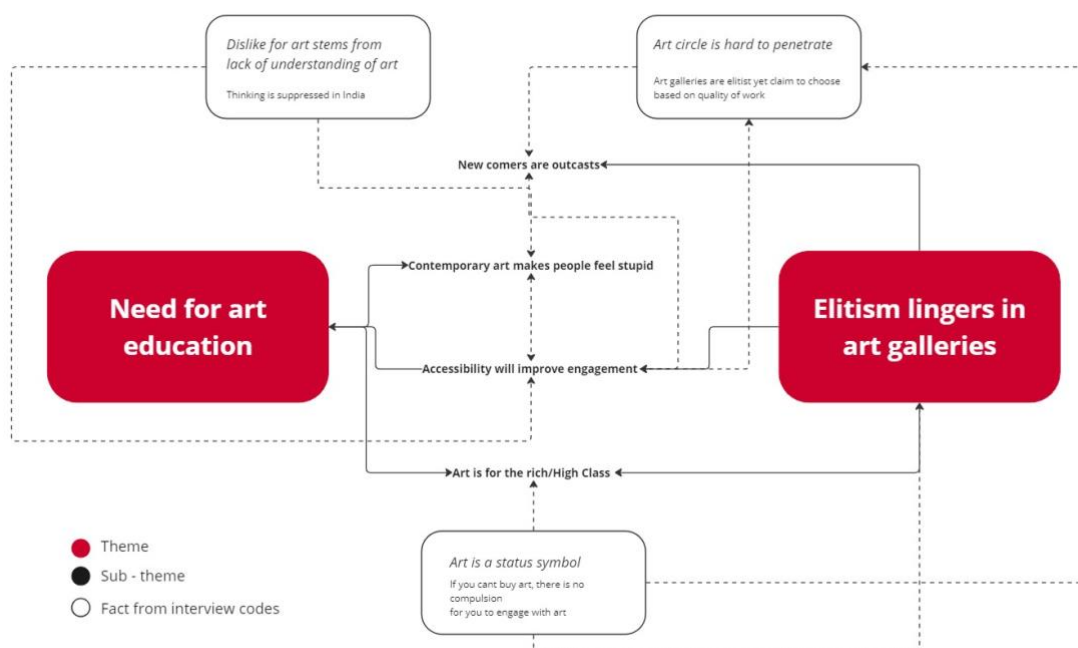 Dislike for art stems from
lack of understanding of art
Thinking is suppressed in India
Art circle is hard to penetrate
Art galleries are elitist yet claim to choose
based on quality of work
New comers are outcasts
Contemporary art makes people feel stupid
Need for art
education
Elitism lingers in
art galleries
Accessibility will improve engagement
Art is for the rich/High Class
Art is a status symbol
If you cant buy art, there is no
compulsion
for you to engage with art
Theme
Sub - theme
Fact from interview codes